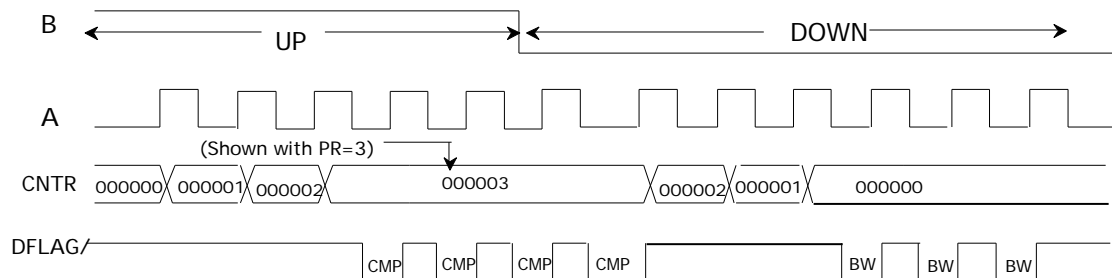 B
UP
DOWN
A
(Shown with PR=3)
CNTR
000000
000001
000002
000003
000002
000001
000000
DFLAG/
CMP
CMP
CMP
CMP
BW
BW
BW